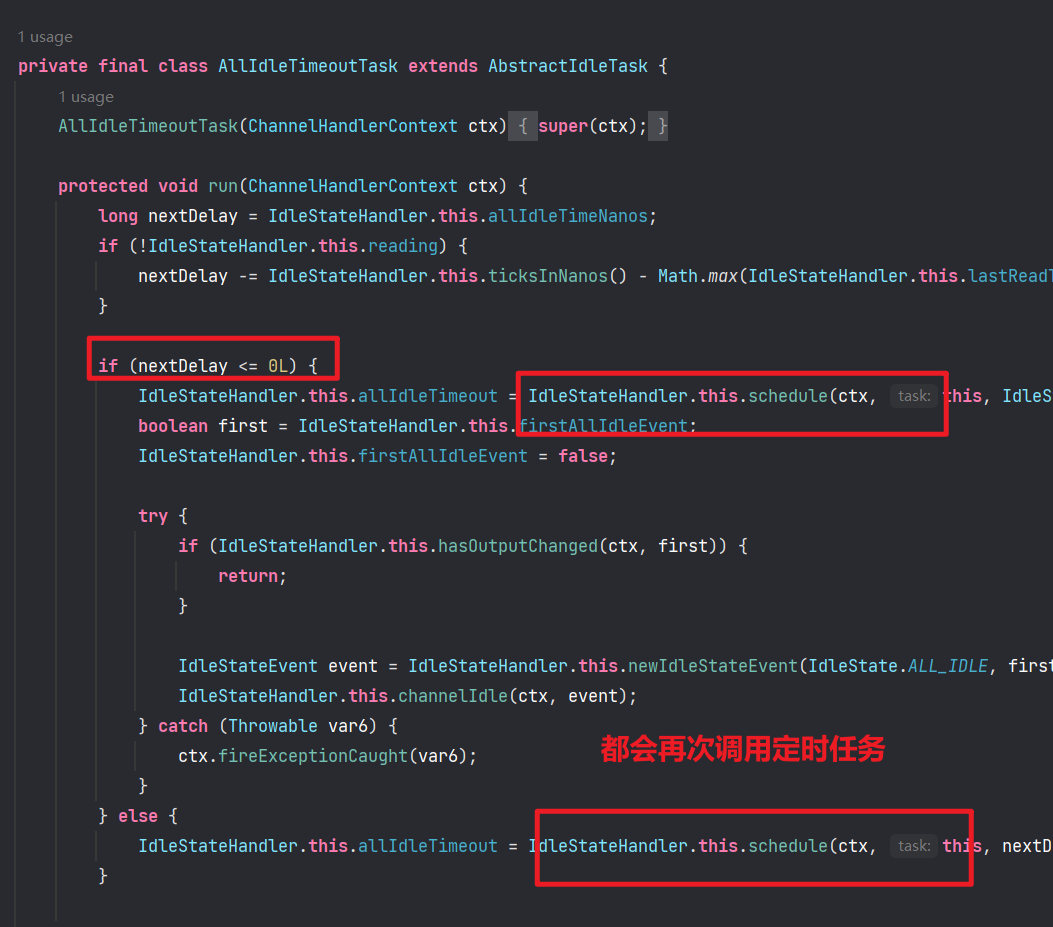 1 usage
private final class AllIdleTimeoutTask extends AbstractIdleTask {
1 usage
AllIdleTimeoutTask(ChannelHandlerContext ctx) { super(ctx); }
protected void run(ChannelHandlerContext ctx) {
long nextDelay = IdleStateHandler.this.allIdleTimeNanos;
if (!IdleStateHandler.this.reading) {
nextDelay -= IdleStateHandler.this.ticksInNanos() - Math.max(IdleStateHandler.this.lastRead
}
if (nextDelay <= 0L) {
IdleStateHandler.this.allIdleTimeout = IdleStateHandler.this.schedule(ctx, task: this, IdleS
boolean first = IdleStateHandler.this.firstAllIdleEvent;
IdleStateHandler.this.firstAllIdleEvent = false;
try {
if (IdleStateHandler.this.hasOutputChanged(ctx, first)) {
return;
}
IdleStateEvent event = IdleStateHandler.this.newIdleStateEvent(IdleState.ALL_IDLE, first
IdleStateHandler.this.channelIdle(ctx, event);
} catch (Throwable var6) {
ctx.fireExceptionCaught(var6);
都会再次调用定时任务
}
} else {
IdleStateHandler.this.allIdleTimeout = IdleStateHandler.this.schedule(ctx, task: this, nextD
}